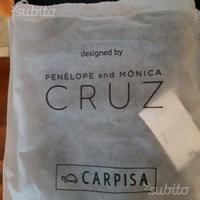 subito
designed by
PENÉLOPE and MÓNICA
CRUZ
CARPISA
subito